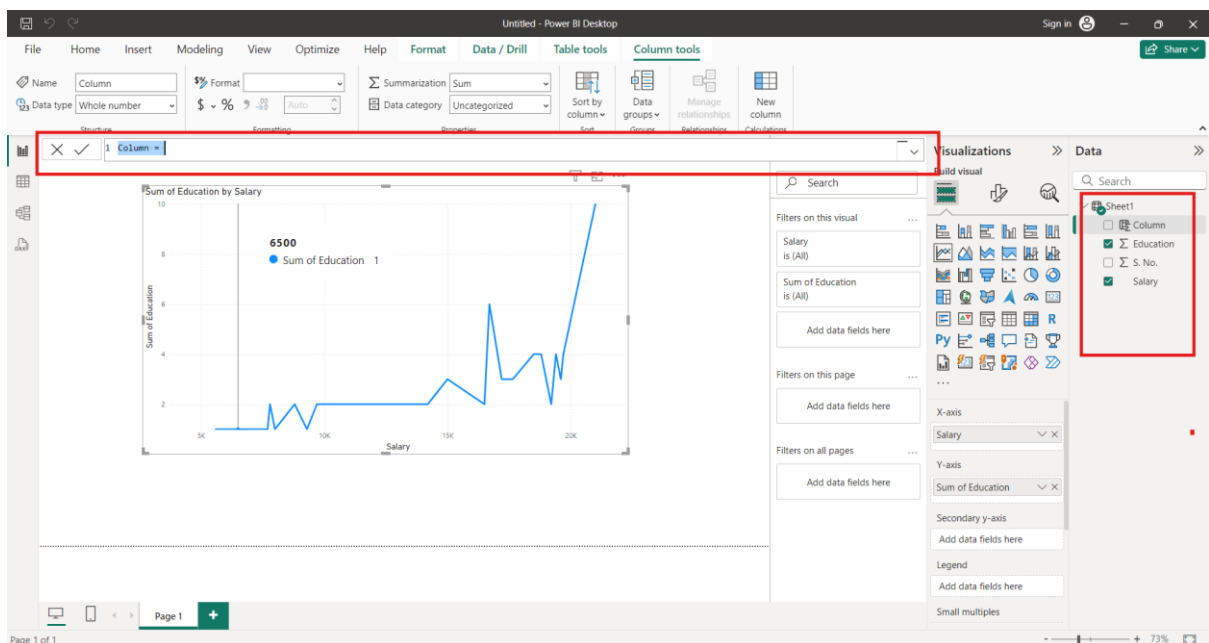 Untitled - Power BI Desktop
Sign in
File Home Insert Modeling View Optimize Help Format Data / Drill Table tools Column tools
Share
Name Column
Data type Whole number
Structure
$% Format
$ % 9 .00 Auto
Formatting
Summarization Sum
Data category Uncategorized
Properties
Sort by column
Sort
Data groups
Groups
Manage relationships
Relationships
New column
Calculations
1 Column =
Sum of Education by Salary
10
8
6
4
2
Sum of Education
6500
Sum of Education 1
5K 10K 15K 20K
Salary
Search
Filters on this visual ...
Salary
is (All)
Sum of Education
is (All)
Add data fields here
Filters on this page ...
Add data fields here
Filters on all pages ...
Add data fields here
Visualizations
Build visual
R
Py
...
X-axis
Salary
Y-axis
Sum of Education
Secondary y-axis
Add data fields here
Legend
Add data fields here
Small multiples
Data
Search
Sheet1
Column
∑ Education
∑ S. No.
Salary
Page 1
Page 1 of 1
- + 73%